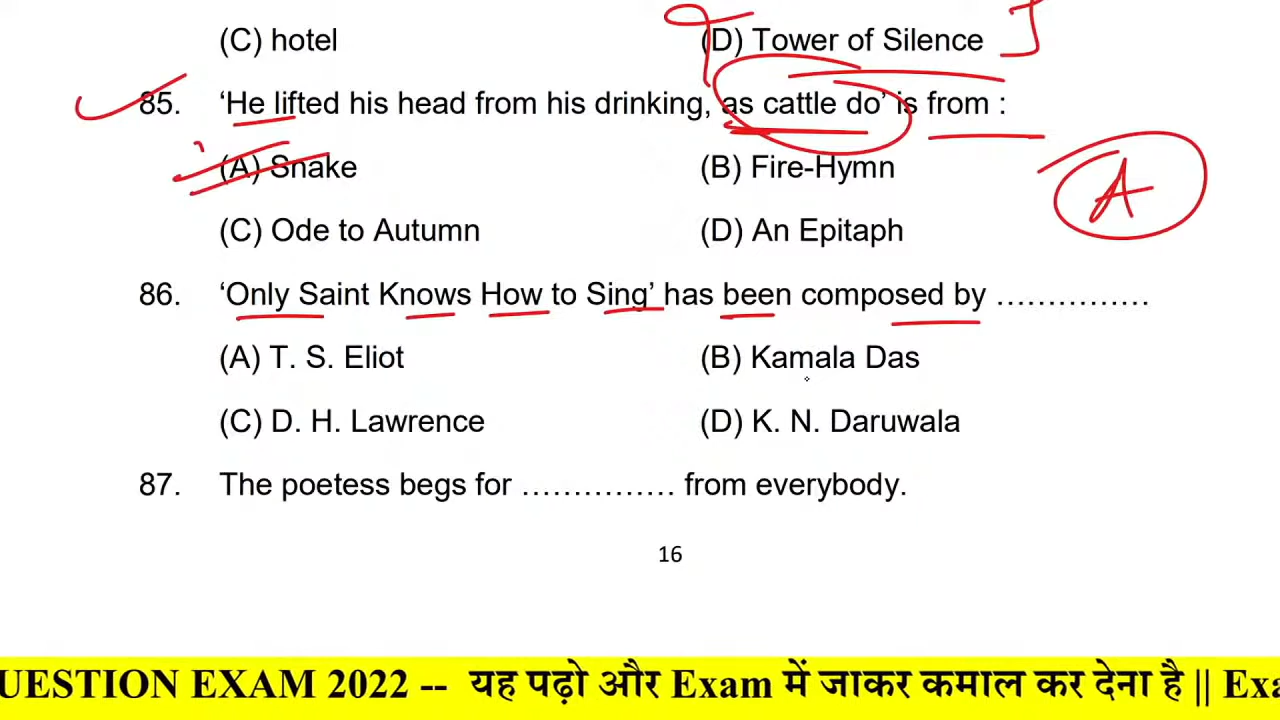 (C) hotel (D) Tower of Silence
85. ‘He lifted his head from his drinking, as cattle do’ is from :
(A) Snake (B) Fire-Hymn
A
(C) Ode to Autumn (D) An Epitaph
86. ‘Only Saint Knows How to Sing’ has been composed by ……………
(A) T. S. Eliot (B) Kamala Das
(C) D. H. Lawrence (D) K. N. Daruwala
87. The poetess begs for …………… from everybody.
16
UESTION EXAM 2022 -- यह पढ़ो और Exam में जाकर कमाल कर देना है || Exa